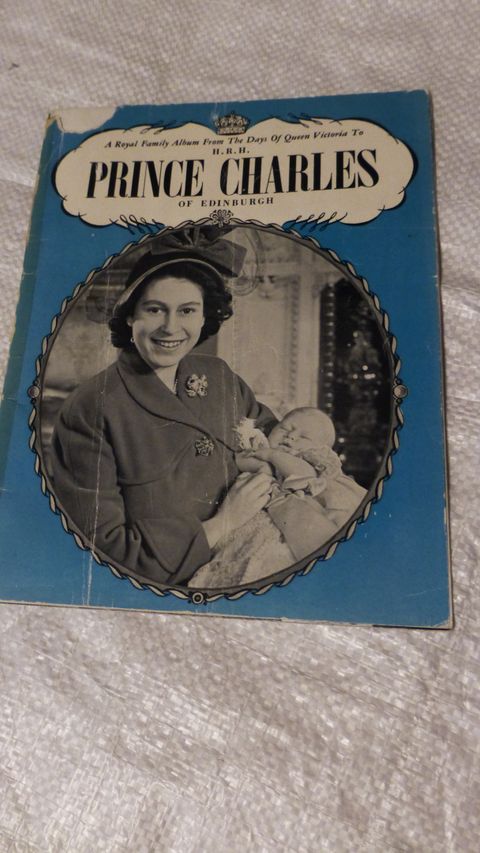 A Royal Family Album From The Days Of Queen Victoria To
H.R.H.
PRINCE CHARLES
OF EDINBURGH